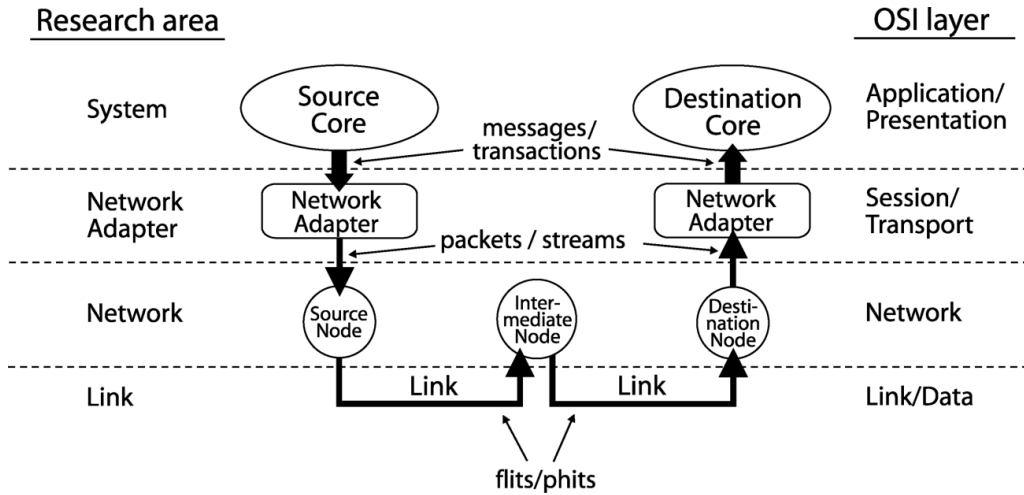 Research area
OSI layer
System
Source
Core
Destination
Core
Application/
Presentation
messages/
transactions
Network
Adapter
Network
Adapter
Network
Adapter
Session/
Transport
packets / streams
Network
Source
Node
Inter-
mediate
Node
Desti-
nation
Node
Network
Link
Link
Link
Link/Data
flits/phits